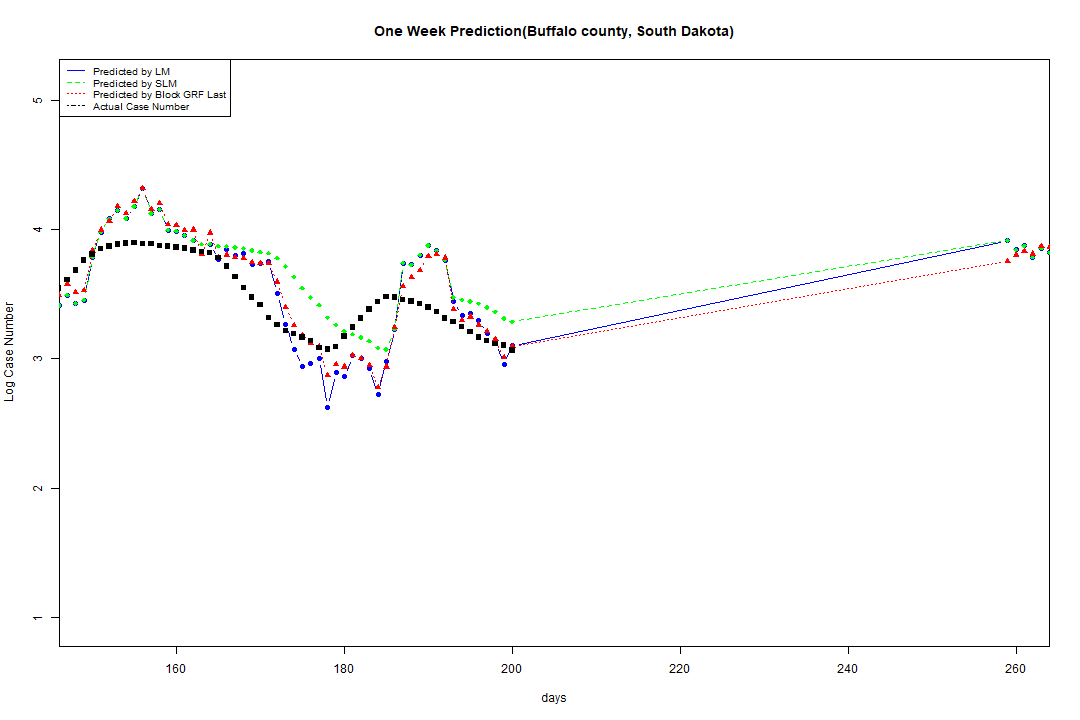 One Week Prediction(Buffalo county, South Dakota)
Predicted by LM
Predicted by SLM
Predicted by Block GRF Last
Actual Case Number
5
4
3
2
1
Log Case Number
160 180 200 220 240 260
days